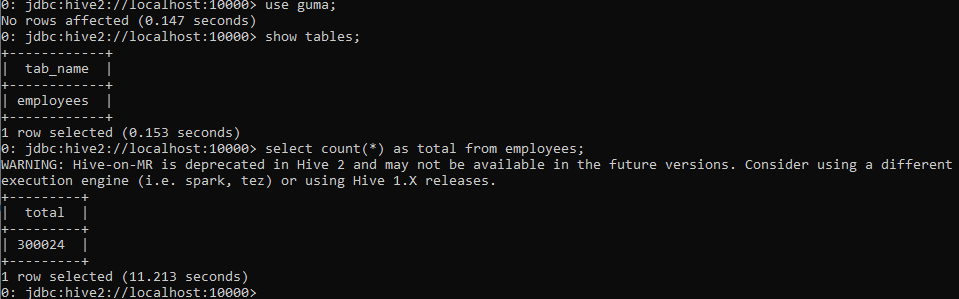 0: jdbc:hive2://localhost:10000> use guma;
No rows affected (0.147 seconds)
0: jdbc:hive2://localhost:10000> show tables;
+------------+
|  tab_name  |
+------------+
| employees  |
+------------+
1 row selected (0.153 seconds)
0: jdbc:hive2://localhost:10000> select count(*) as total from employees;
WARNING: Hive-on-MR is deprecated in Hive 2 and may not be available in the future versions. Consider using a different
execution engine (i.e. spark, tez) or using Hive 1.X releases.
+---------+
|  total  |
+---------+
| 300024  |
+---------+
1 row selected (11.213 seconds)
0: jdbc:hive2://localhost:10000>